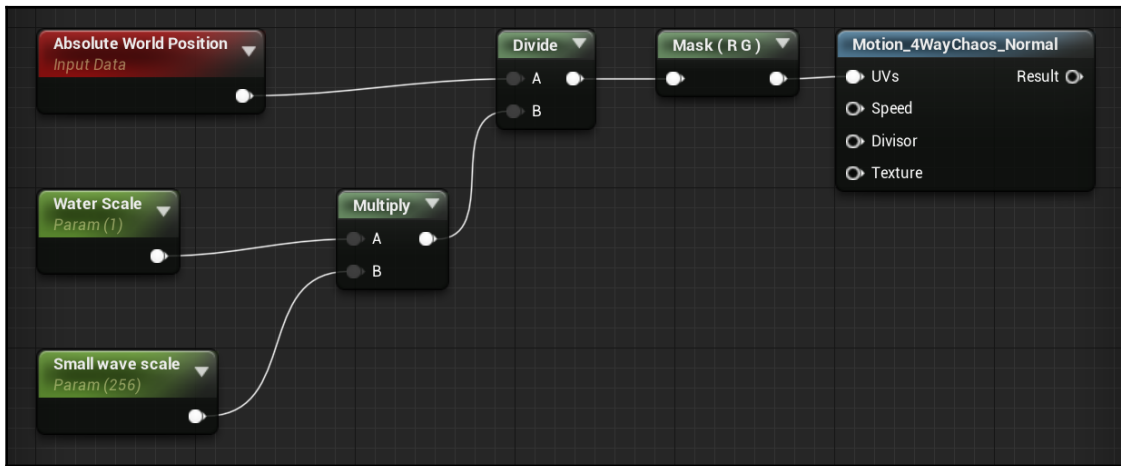 Absolute World Position
Input Data
Divide
A
B
Mask ( R G )
Motion_4WayChaos_Normal
UVs
Result
Speed
Divisor
Texture
Water Scale
Param (1)
Multiply
A
B
Small wave scale
Param (256)